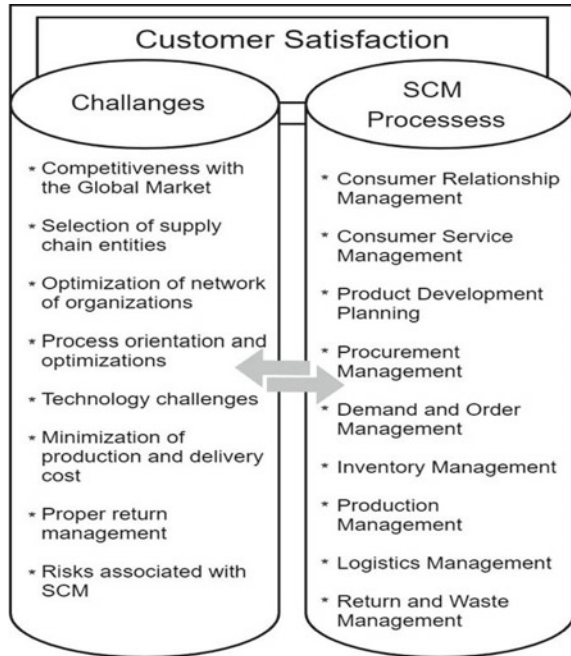 Customer Satisfaction
Challanges
* Competitiveness with
the Global Market
* Selection of supply
chain entities
* Optimization of network
of organizations
* Process orientation and
optimizations
* Technology challenges
* Minimization of
production and delivery
cost
* Proper return
management
* Risks associated with
SCM
SCM
Processess
* Consumer Relationship
Management
* Consumer Service
Management
* Product Development
Planning
* Procurement
Management
* Demand and Order
Management
* Inventory Management
* Production
Management
* Logistics Management
* Return and Waste
Management